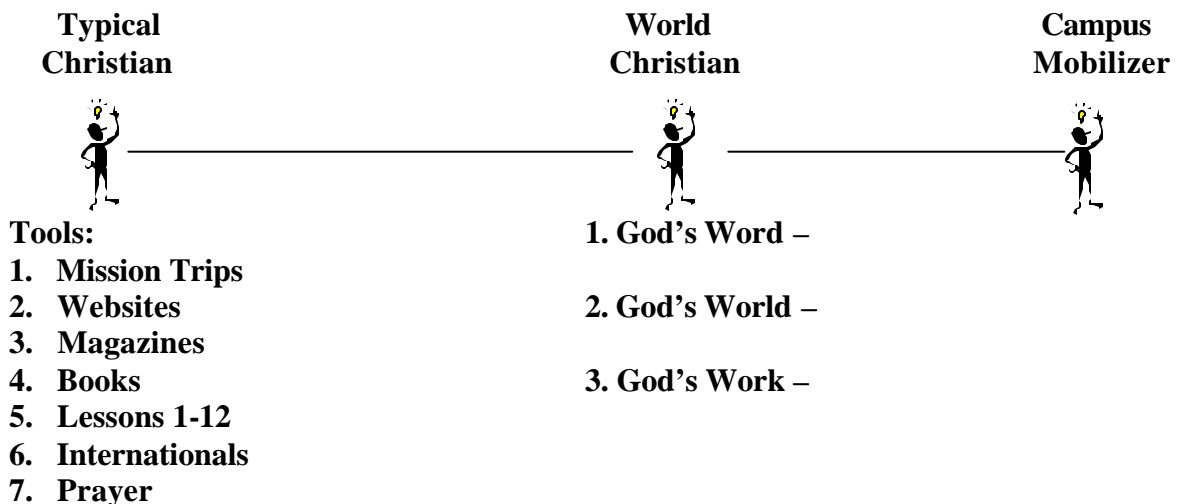 Typical Christian
World Christian
Campus Mobilizer
Tools:
1. Mission Trips
2. Websites
3. Magazines
4. Books
5. Lessons 1-12
6. Internationals
7. Prayer
1. God's Word –
2. God's World –
3. God's Work –